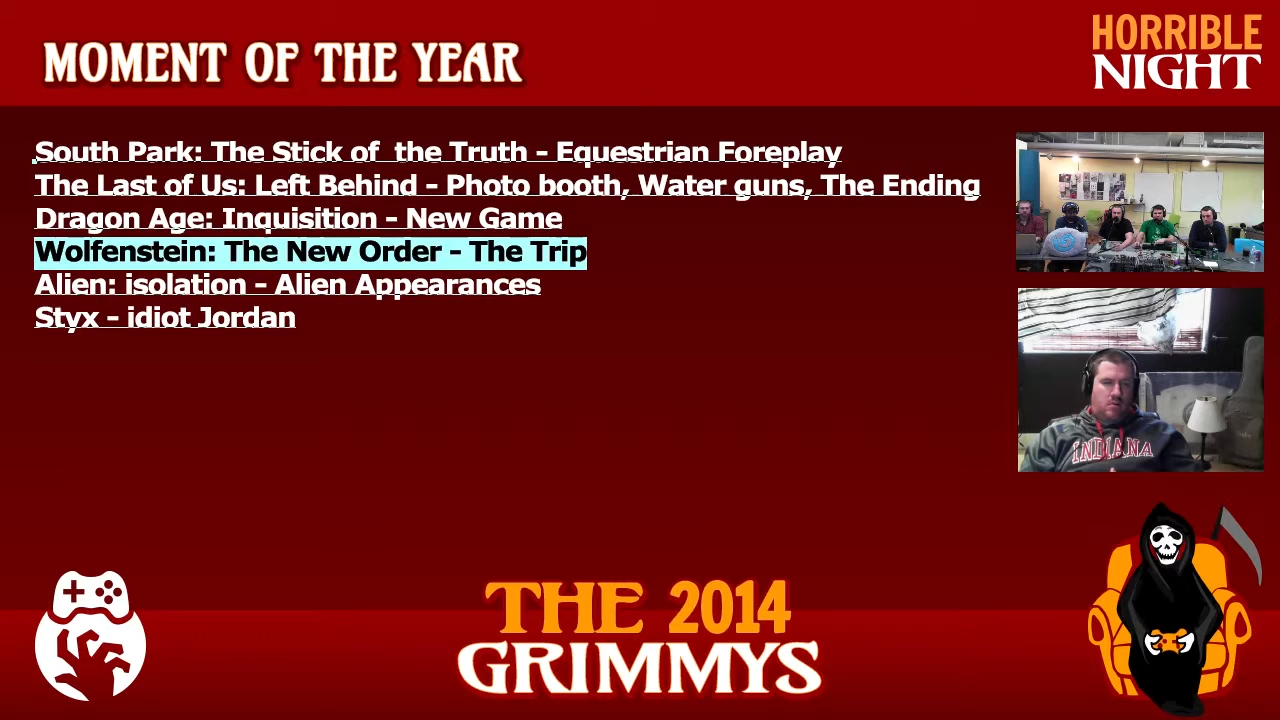 MOMENT OF THE YEAR
HORRIBLE
NIGHT
South Park: The Stick of the Truth - Equestrian Foreplay
The Last of Us: Left Behind - Photo booth, Water guns, The Ending
Dragon Age: Inquisition - New Game
Wolfenstein: The New Order - The Trip
Alien: isolation - Alien Appearances
Styx - idiot Jordan
INDIANA
THE 2014
GRIMMYS